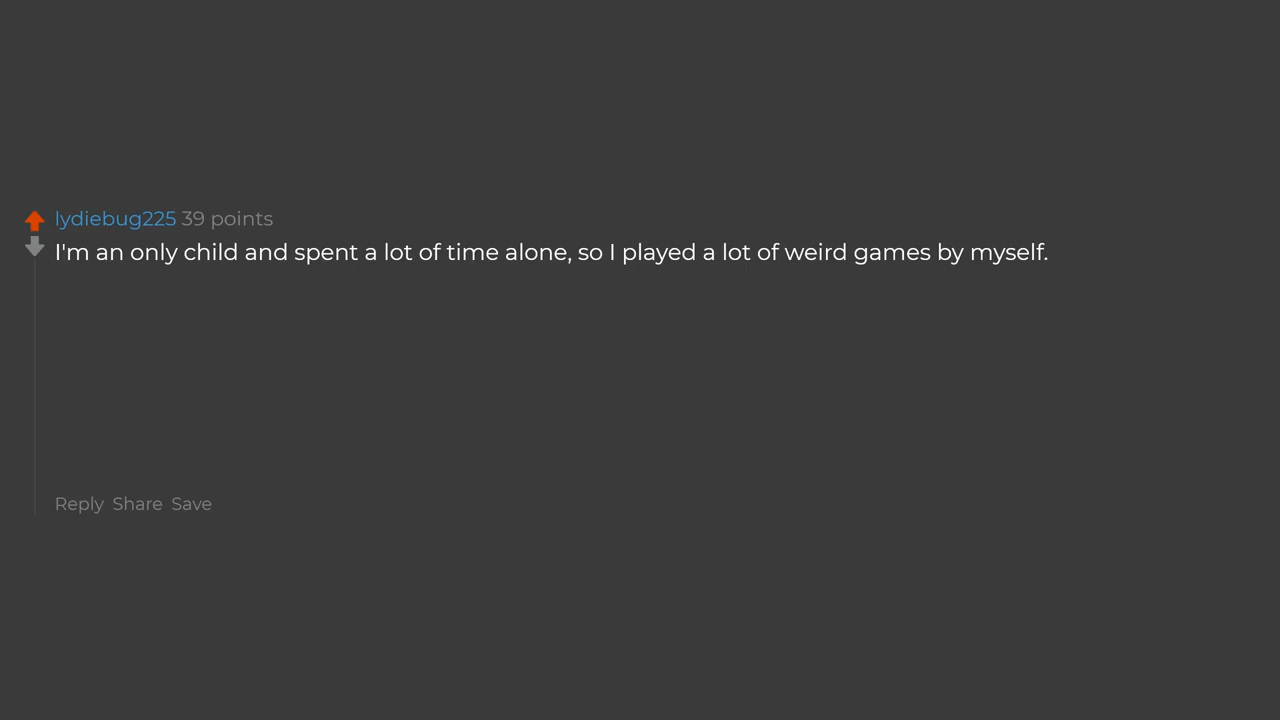 lydiebug225 39 points
I'm an only child and spent a lot of time alone, so I played a lot of weird games by myself.
Reply Share Save